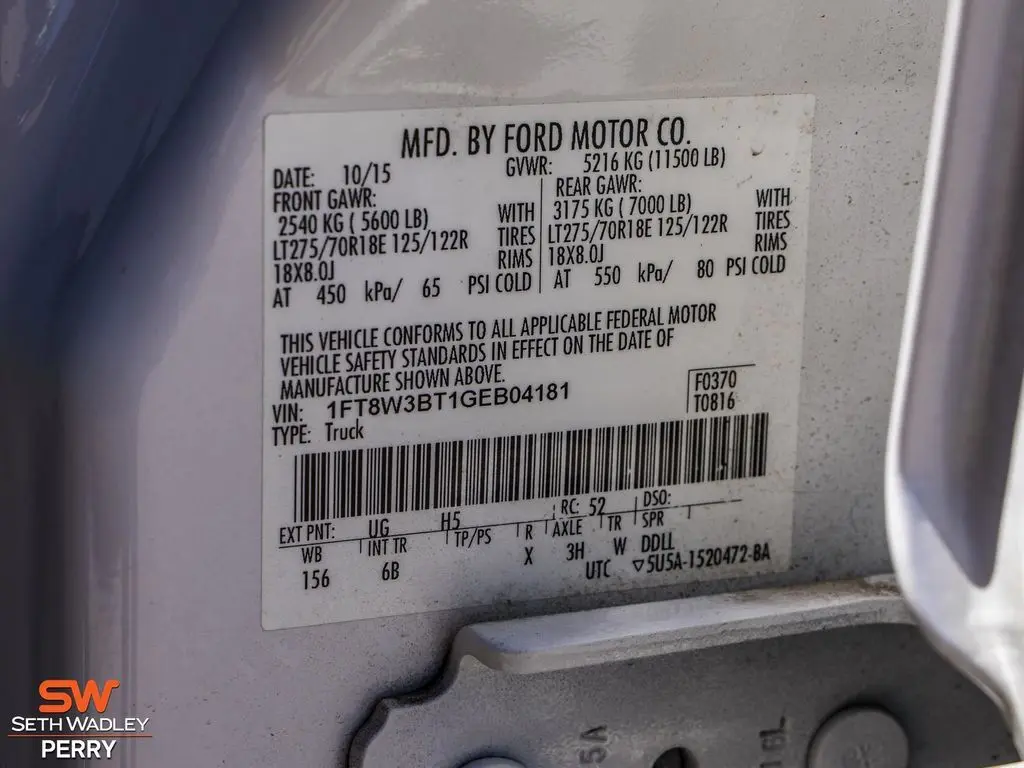 MFD. BY FORD MOTOR CO.
DATE: 10/15 GVWR: 5216 KG (11500 LB)
FRONT GAWR: REAR GAWR:
2540 KG ( 5600 LB) WITH 3175 KG ( 7000 LB) WITH
LT275/70R18E 125/122R TIRES LT275/70R18E 125/122R TIRES
18X8.0J RIMS 18X8.0J RIMS
AT 450 kPa/ 65 PSI COLD AT 550 kPa/ 80 PSI COLD
THIS VEHICLE CONFORMS TO ALL APPLICABLE FEDERAL MOTOR
VEHICLE SAFETY STANDARDS IN EFFECT ON THE DATE OF
MANUFACTURE SHOWN ABOVE.
VIN: 1FT8W3BT1GEB04181 F0370
TYPE: Truck T0816
EXT PNT: UG H5 RC: 52 DSO:
WB INT TR TP/PS R AXLE TR SPR
156 6B X 3H W DDLL
UTC ▽5U5A-1520472-BA
5A
16L
SW
SETH WADLEY
PERRY